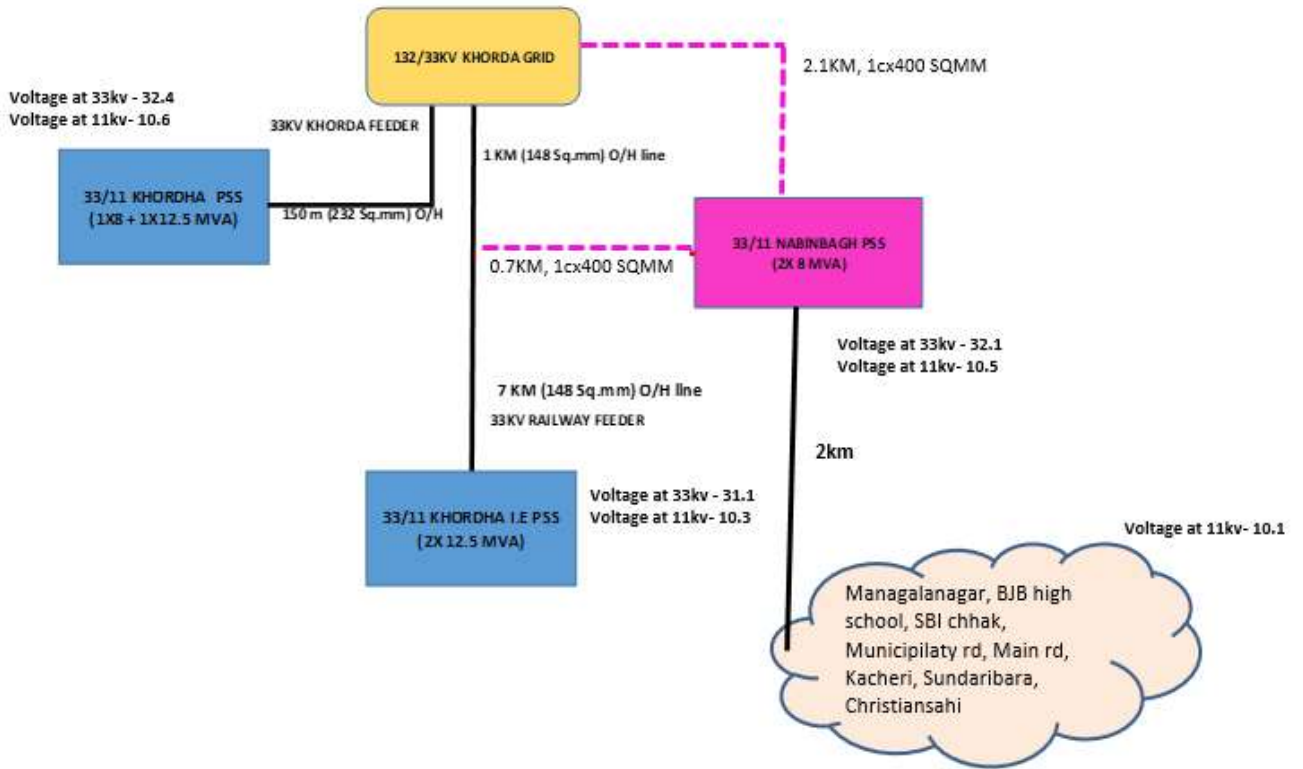 132/33KV KHORDA GRID
2.1KM, 1cx400 SQMM
Voltage at 33kv - 32.4
Voltage at 11kv- 10.6
33KV KHORDA FEEDER
1 KM (148 Sq.mm) O/H line
33/11 KHORDHA PSS
(1X8 + 1X12.5 MVA)
150 m (232 Sq.mm) O/H
33/11 NABINBAGH PSS
(2X 8 MVA)
0.7KM, 1cx400 SQMM
Voltage at 33kv - 32.1
Voltage at 11kv- 10.5
7 KM (148 Sq.mm) O/H line
33KV RAILWAY FEEDER
2km
33/11 KHORDHA I.E PSS
(2X 12.5 MVA)
Voltage at 33kv - 31.1
Voltage at 11kv- 10.3
Voltage at 11kv- 10.1
Managalanagar, BJB high
school, SBI chhak,
Municipilaty rd, Main rd,
Kacheri, Sundaribara,
Christiansahi